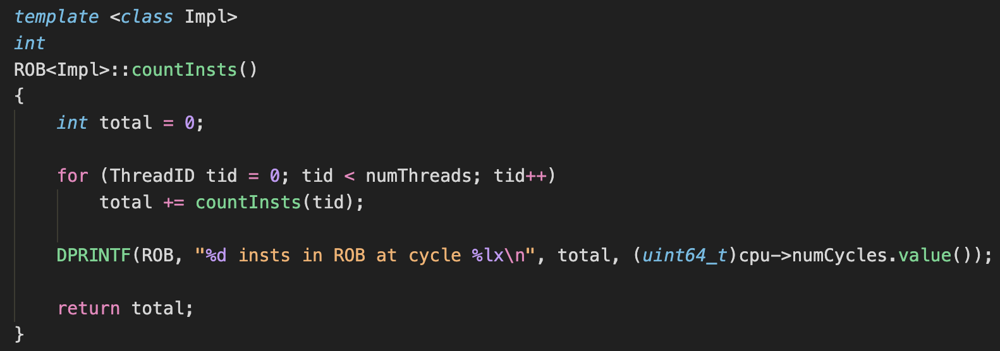 template <class Impl>
int
ROB<Impl>::countInsts()
{
    int total = 0;

    for (ThreadID tid = 0; tid < numThreads; tid++)
        total += countInsts(tid);

    DPRINTF(ROB, "%d insts in ROB at cycle %lx\n", total, (uint64_t)cpu->numCycles.value());

    return total;
}